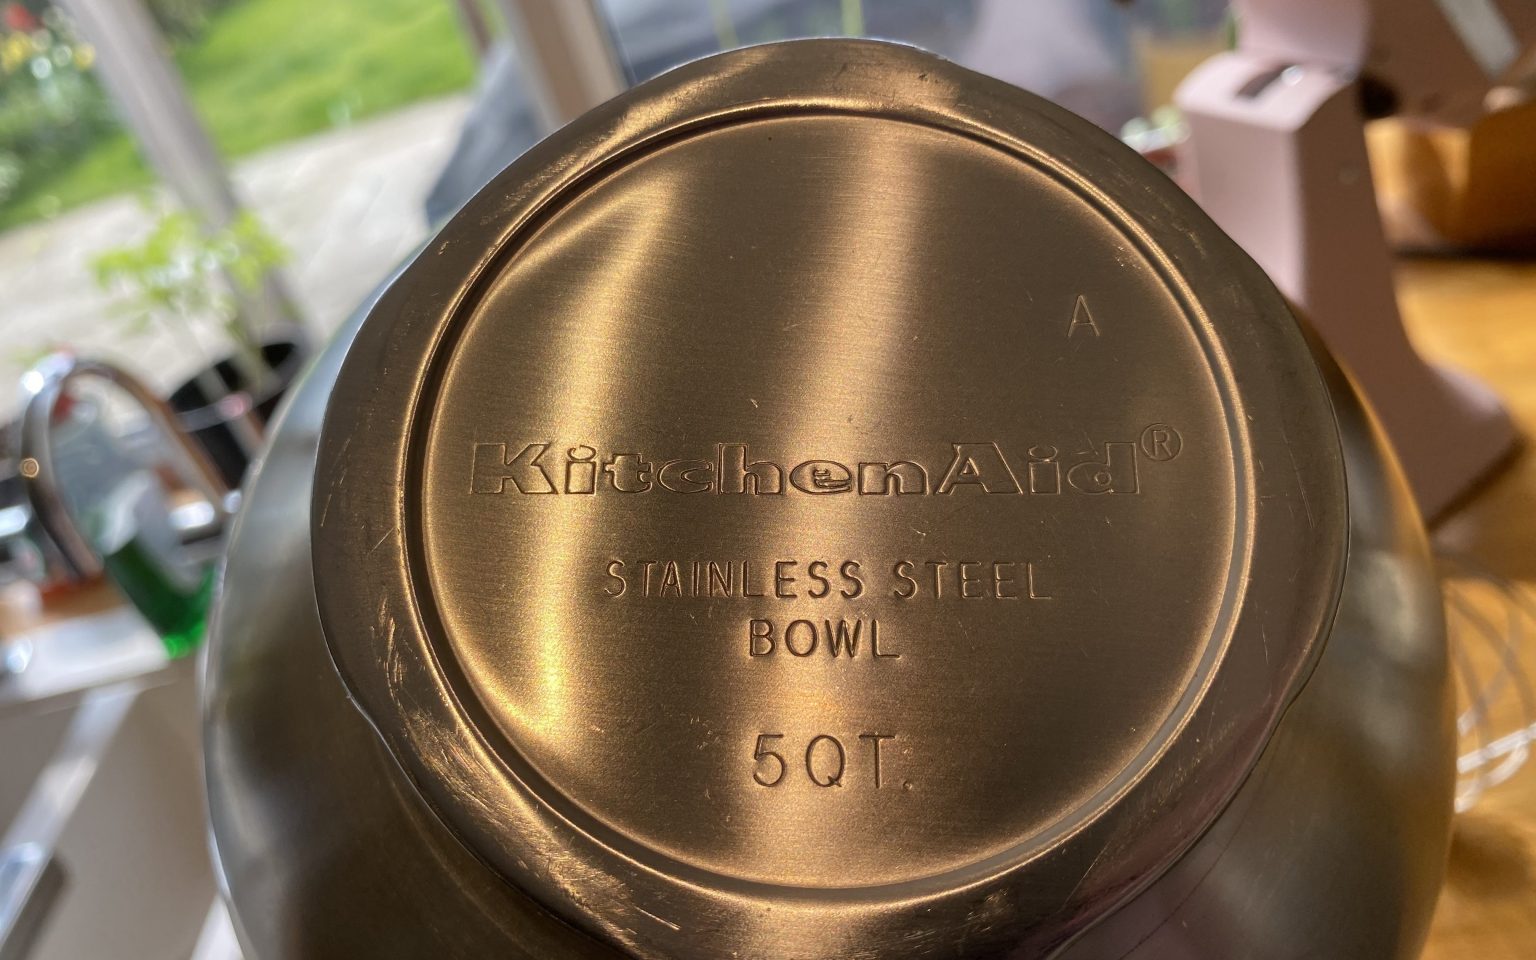 A
KitchenAid®
STAINLESS STEEL
BOWL
5QT.